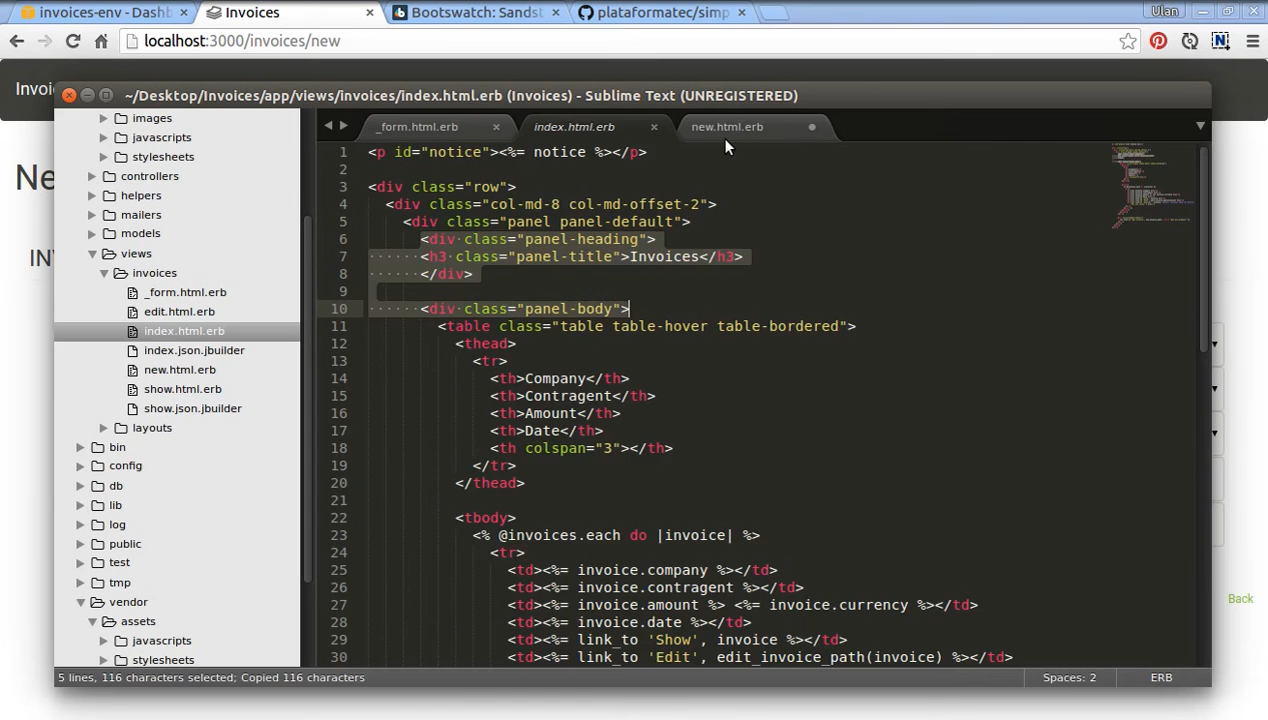 invoices-env - Dashb
Invoices
Bootswatch: Sandst
plataformatec/simp
Ulan
localhost:3000/invoices/new
Invoi
Ne
INV
Back
~/Desktop/Invoices/app/views/invoices/index.html.erb (Invoices) - Sublime Text (UNREGISTERED)
images
javascripts
stylesheets
controllers
helpers
mailers
models
views
invoices
_form.html.erb
edit.html.erb
index.html.erb
index.json.jbuilder
new.html.erb
show.html.erb
show.json.jbuilder
layouts
bin
config
db
lib
log
public
test
tmp
vendor
assets
javascripts
stylesheets
_form.html.erb
index.html.erb
new.html.erb
1 <p id="notice"><%= notice %></p>
2
3 <div class="row">
4 <div class="col-md-8 col-md-offset-2">
5 <div class="panel panel-default">
6 <div class="panel-heading">
7 <h3 class="panel-title">Invoices</h3>
8 </div>
9
10 <div class="panel-body">
11 <table class="table table-hover table-bordered">
12 <thead>
13 <tr>
14 <th>Company</th>
15 <th>Contragent</th>
16 <th>Amount</th>
17 <th>Date</th>
18 <th colspan="3"></th>
19 </tr>
20 </thead>
21
22 <tbody>
23 <% @invoices.each do |invoice| %>
24 <tr>
25 <td><%= invoice.company %></td>
26 <td><%= invoice.contragent %></td>
27 <td><%= invoice.amount %> <%= invoice.currency %></td>
28 <td><%= invoice.date %></td>
29 <td><%= link_to 'Show', invoice %></td>
30 <td><%= link_to 'Edit', edit_invoice_path(invoice) %></td>
5 lines, 116 characters selected; Copied 116 characters
Spaces: 2
ERB